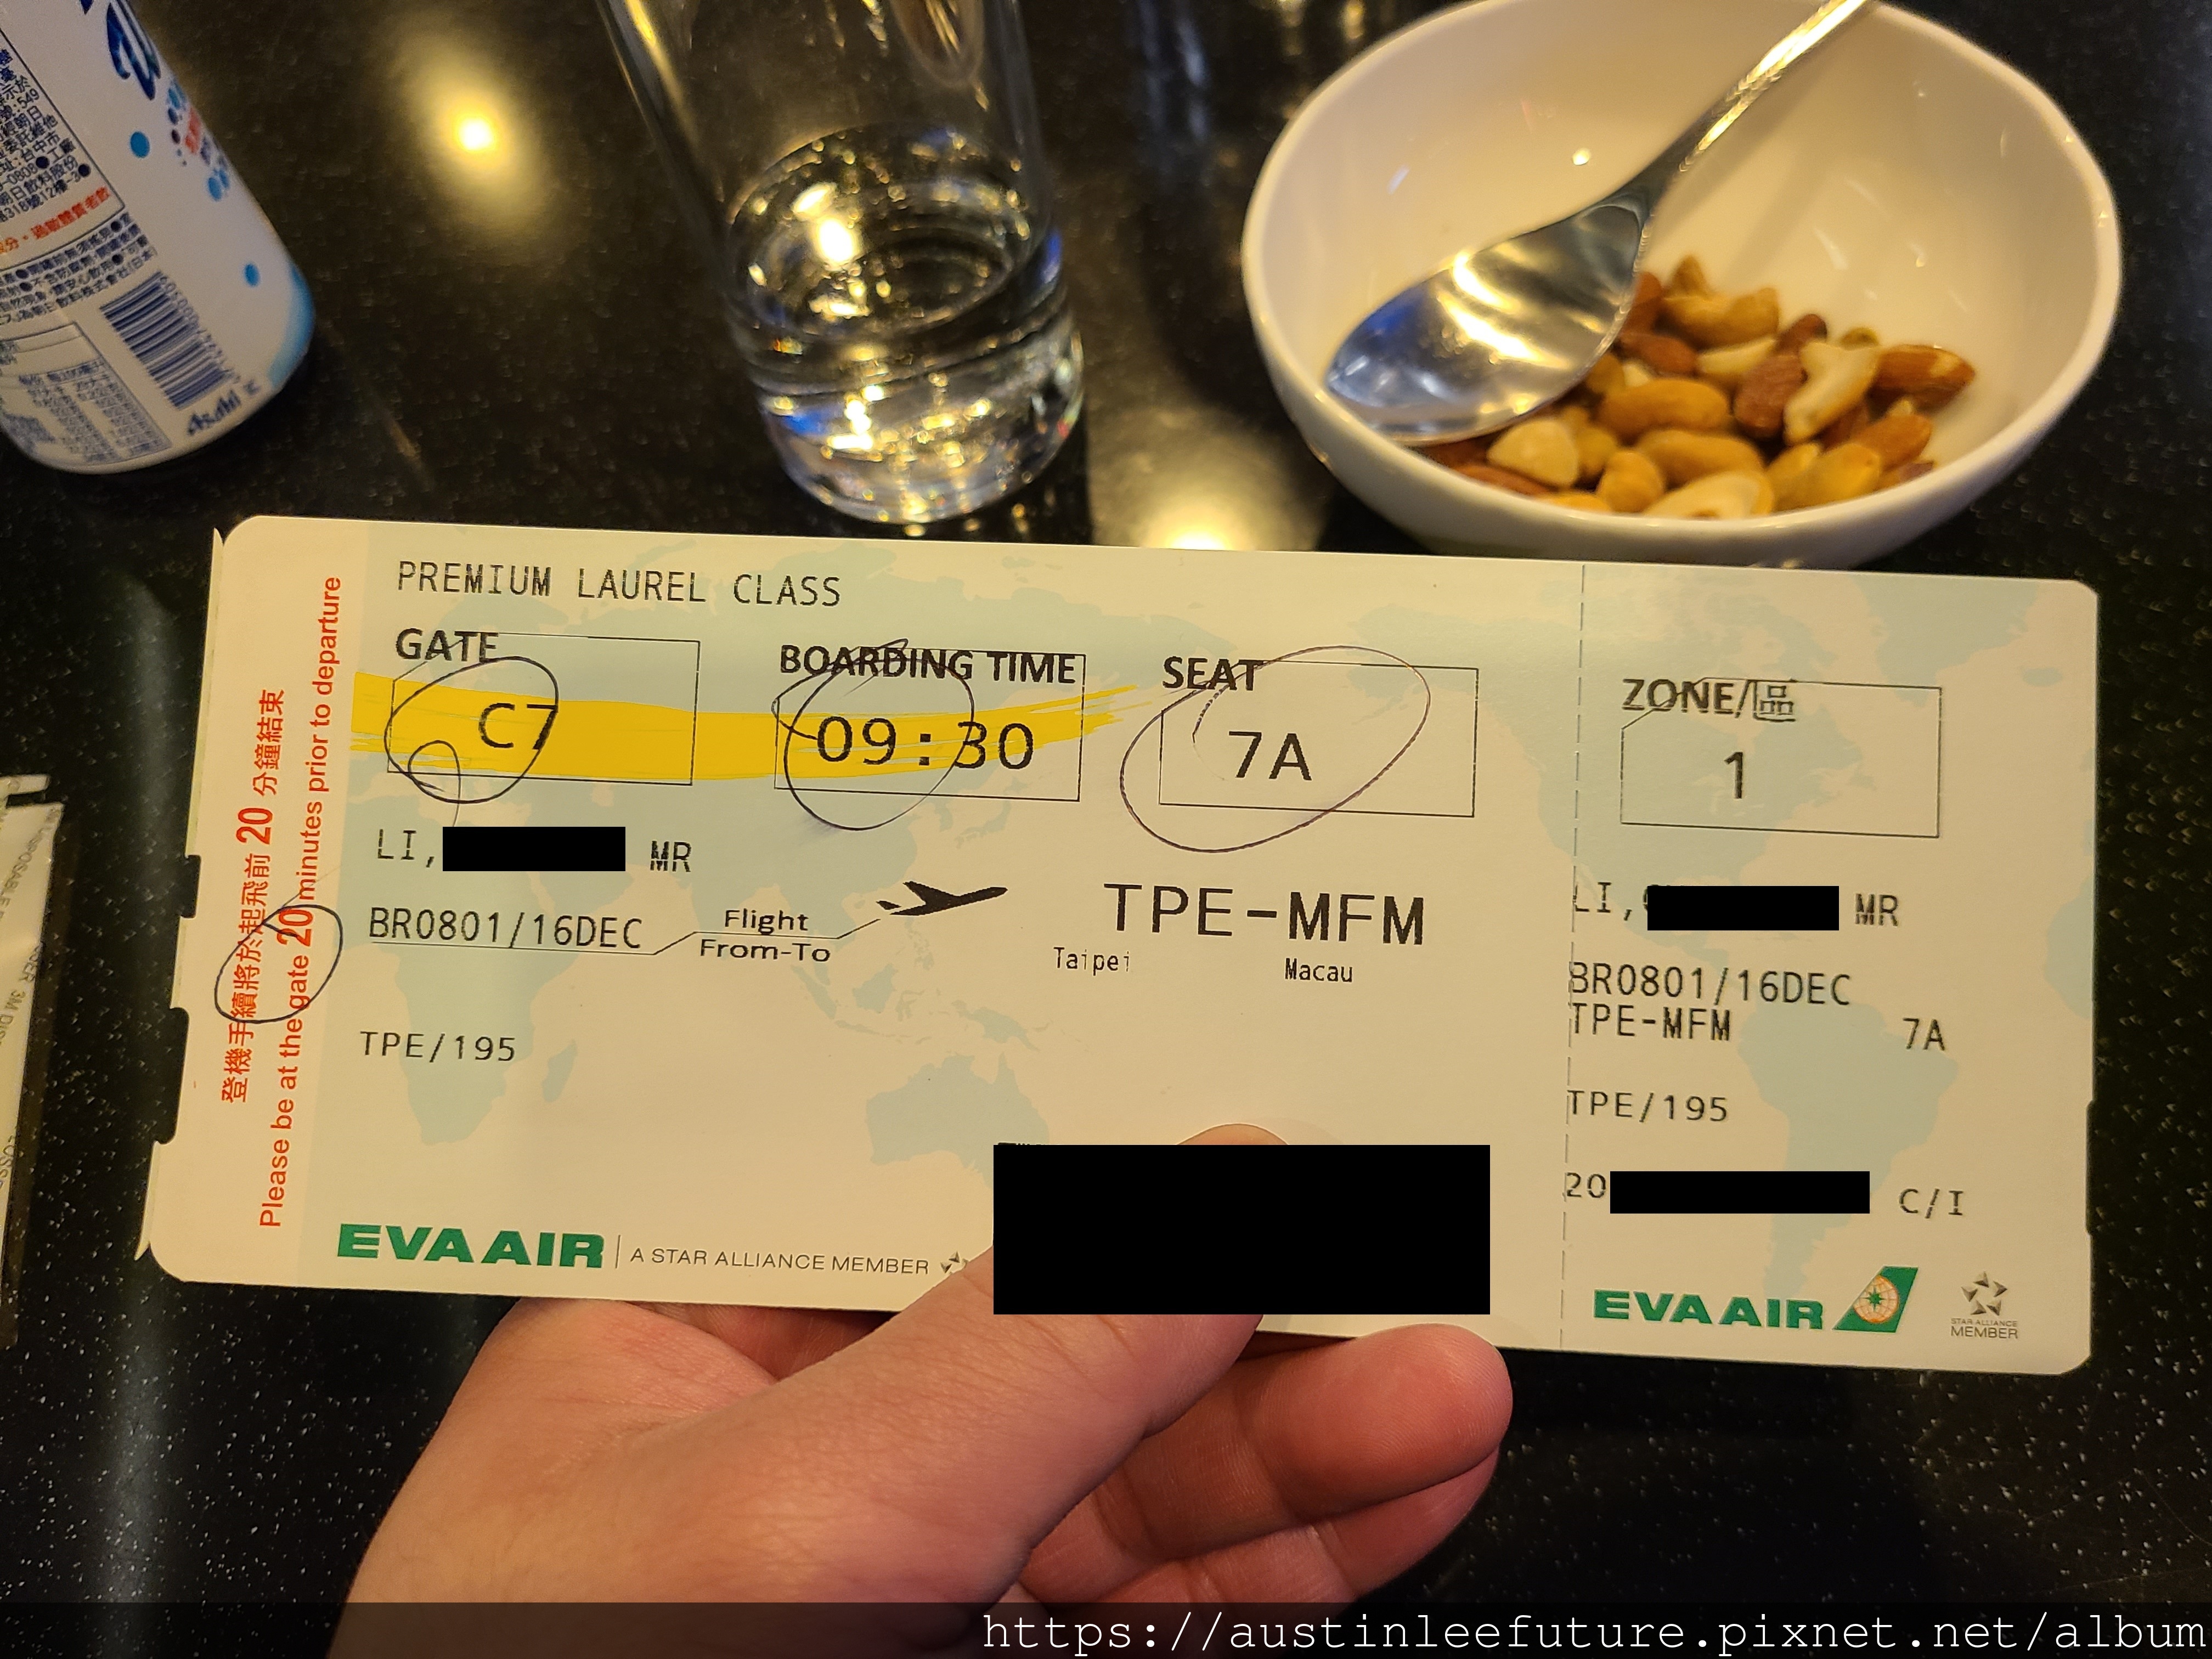 Asahi
PREMIUM LAUREL CLASS
GATE
BOARDING TIME
SEAT
ZONE/區
C7
09:30
7A
1
登機手續將於起飛前 20 分鐘結束
Please be at the gate 20 minutes prior to departure
LI, MR
BR0801/16DEC
Flight
From-To
TPE-MFM
Taipei
Macau
TPE/195
EVA AIR
A STAR ALLIANCE MEMBER
LI, MR
BR0801/16DEC
TPE-MFM
7A
TPE/195
20 C/I
EVA AIR
STAR ALLIANCE
MEMBER
https://austinleefuture.pixnet.net/album